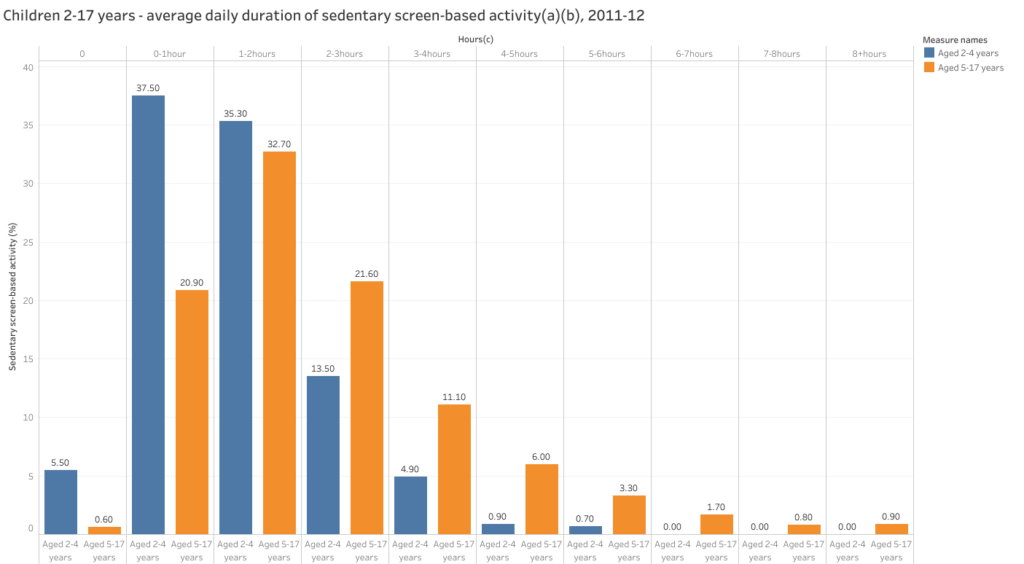 Children 2-17 years - average daily duration of sedentary screen-based activity(a)(b), 2011-12
Hours(c)
Measure names
Aged 2-4 years
Aged 5-17 years
0 0-1hour 1-2hours 2-3hours 3-4hours 4-5hours 5-6hours 6-7hours 7-8hours 8+hours
Sedentary screen-based activity (%)
40
35
30
25
20
15
10
5
0
5.50 0.60
37.50 20.90
35.30 32.70
13.50 21.60
4.90 11.10
0.90 6.00
0.70 3.30
0.00 1.70
0.00 0.80
0.00 0.90
Aged 2-4 Aged 5-17 Aged 2-4 Aged 5-17 Aged 2-4 Aged 5-17 Aged 2-4 Aged 5-17 Aged 2-4 Aged 5-17 Aged 2-4 Aged 5-17 Aged 2-4 Aged 5-17 Aged 2-4 Aged 5-17 Aged 2-4 Aged 5-17 Aged 2-4 Aged 5-17
years years years years years years years years years years years years years years years years years years years years